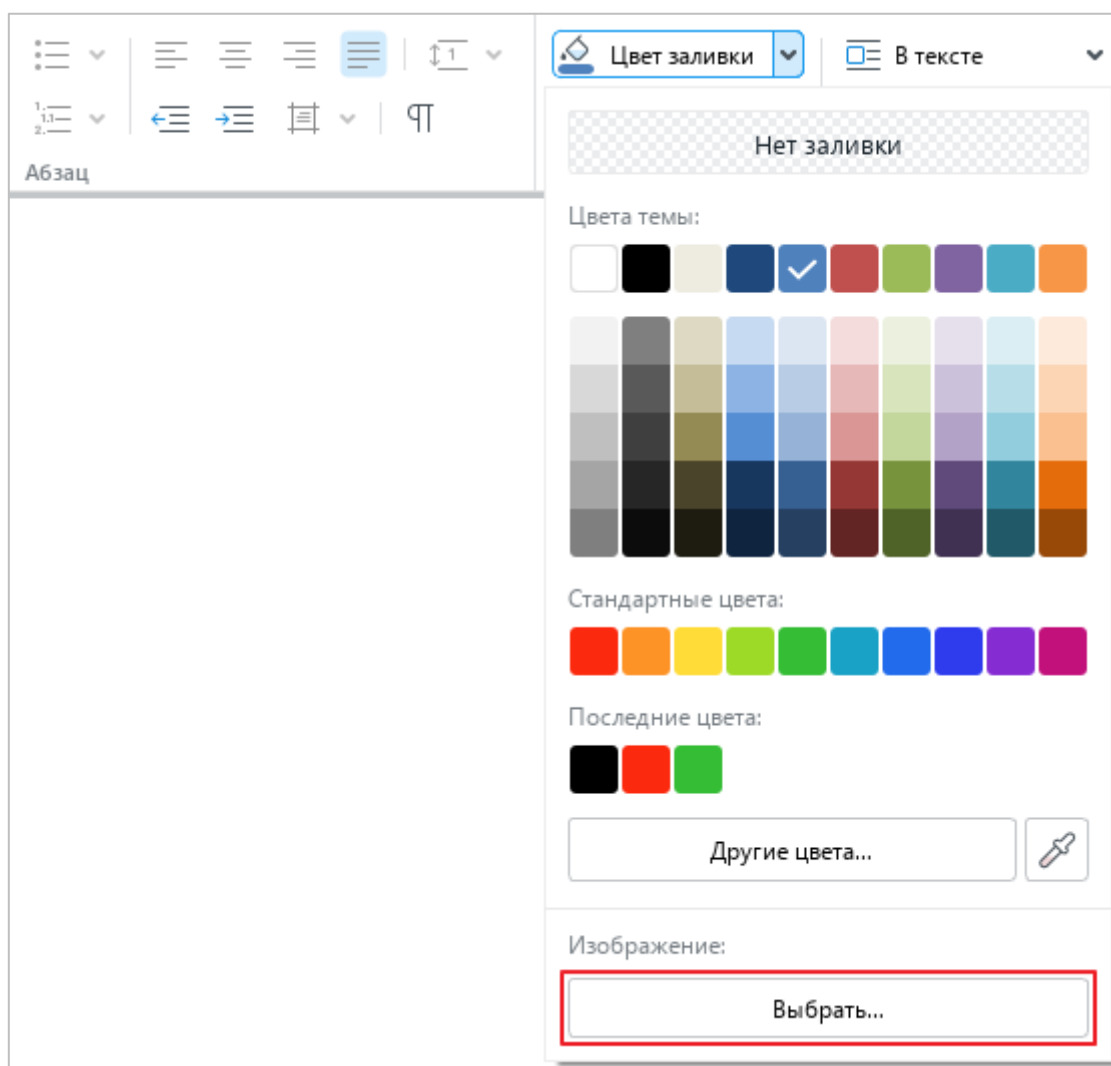 Цвет заливки
В тексте
Абзац
Нет заливки
Цвета темы:
Стандартные цвета:
Последние цвета:
Другие цвета...
Изображение:
Выбрать...